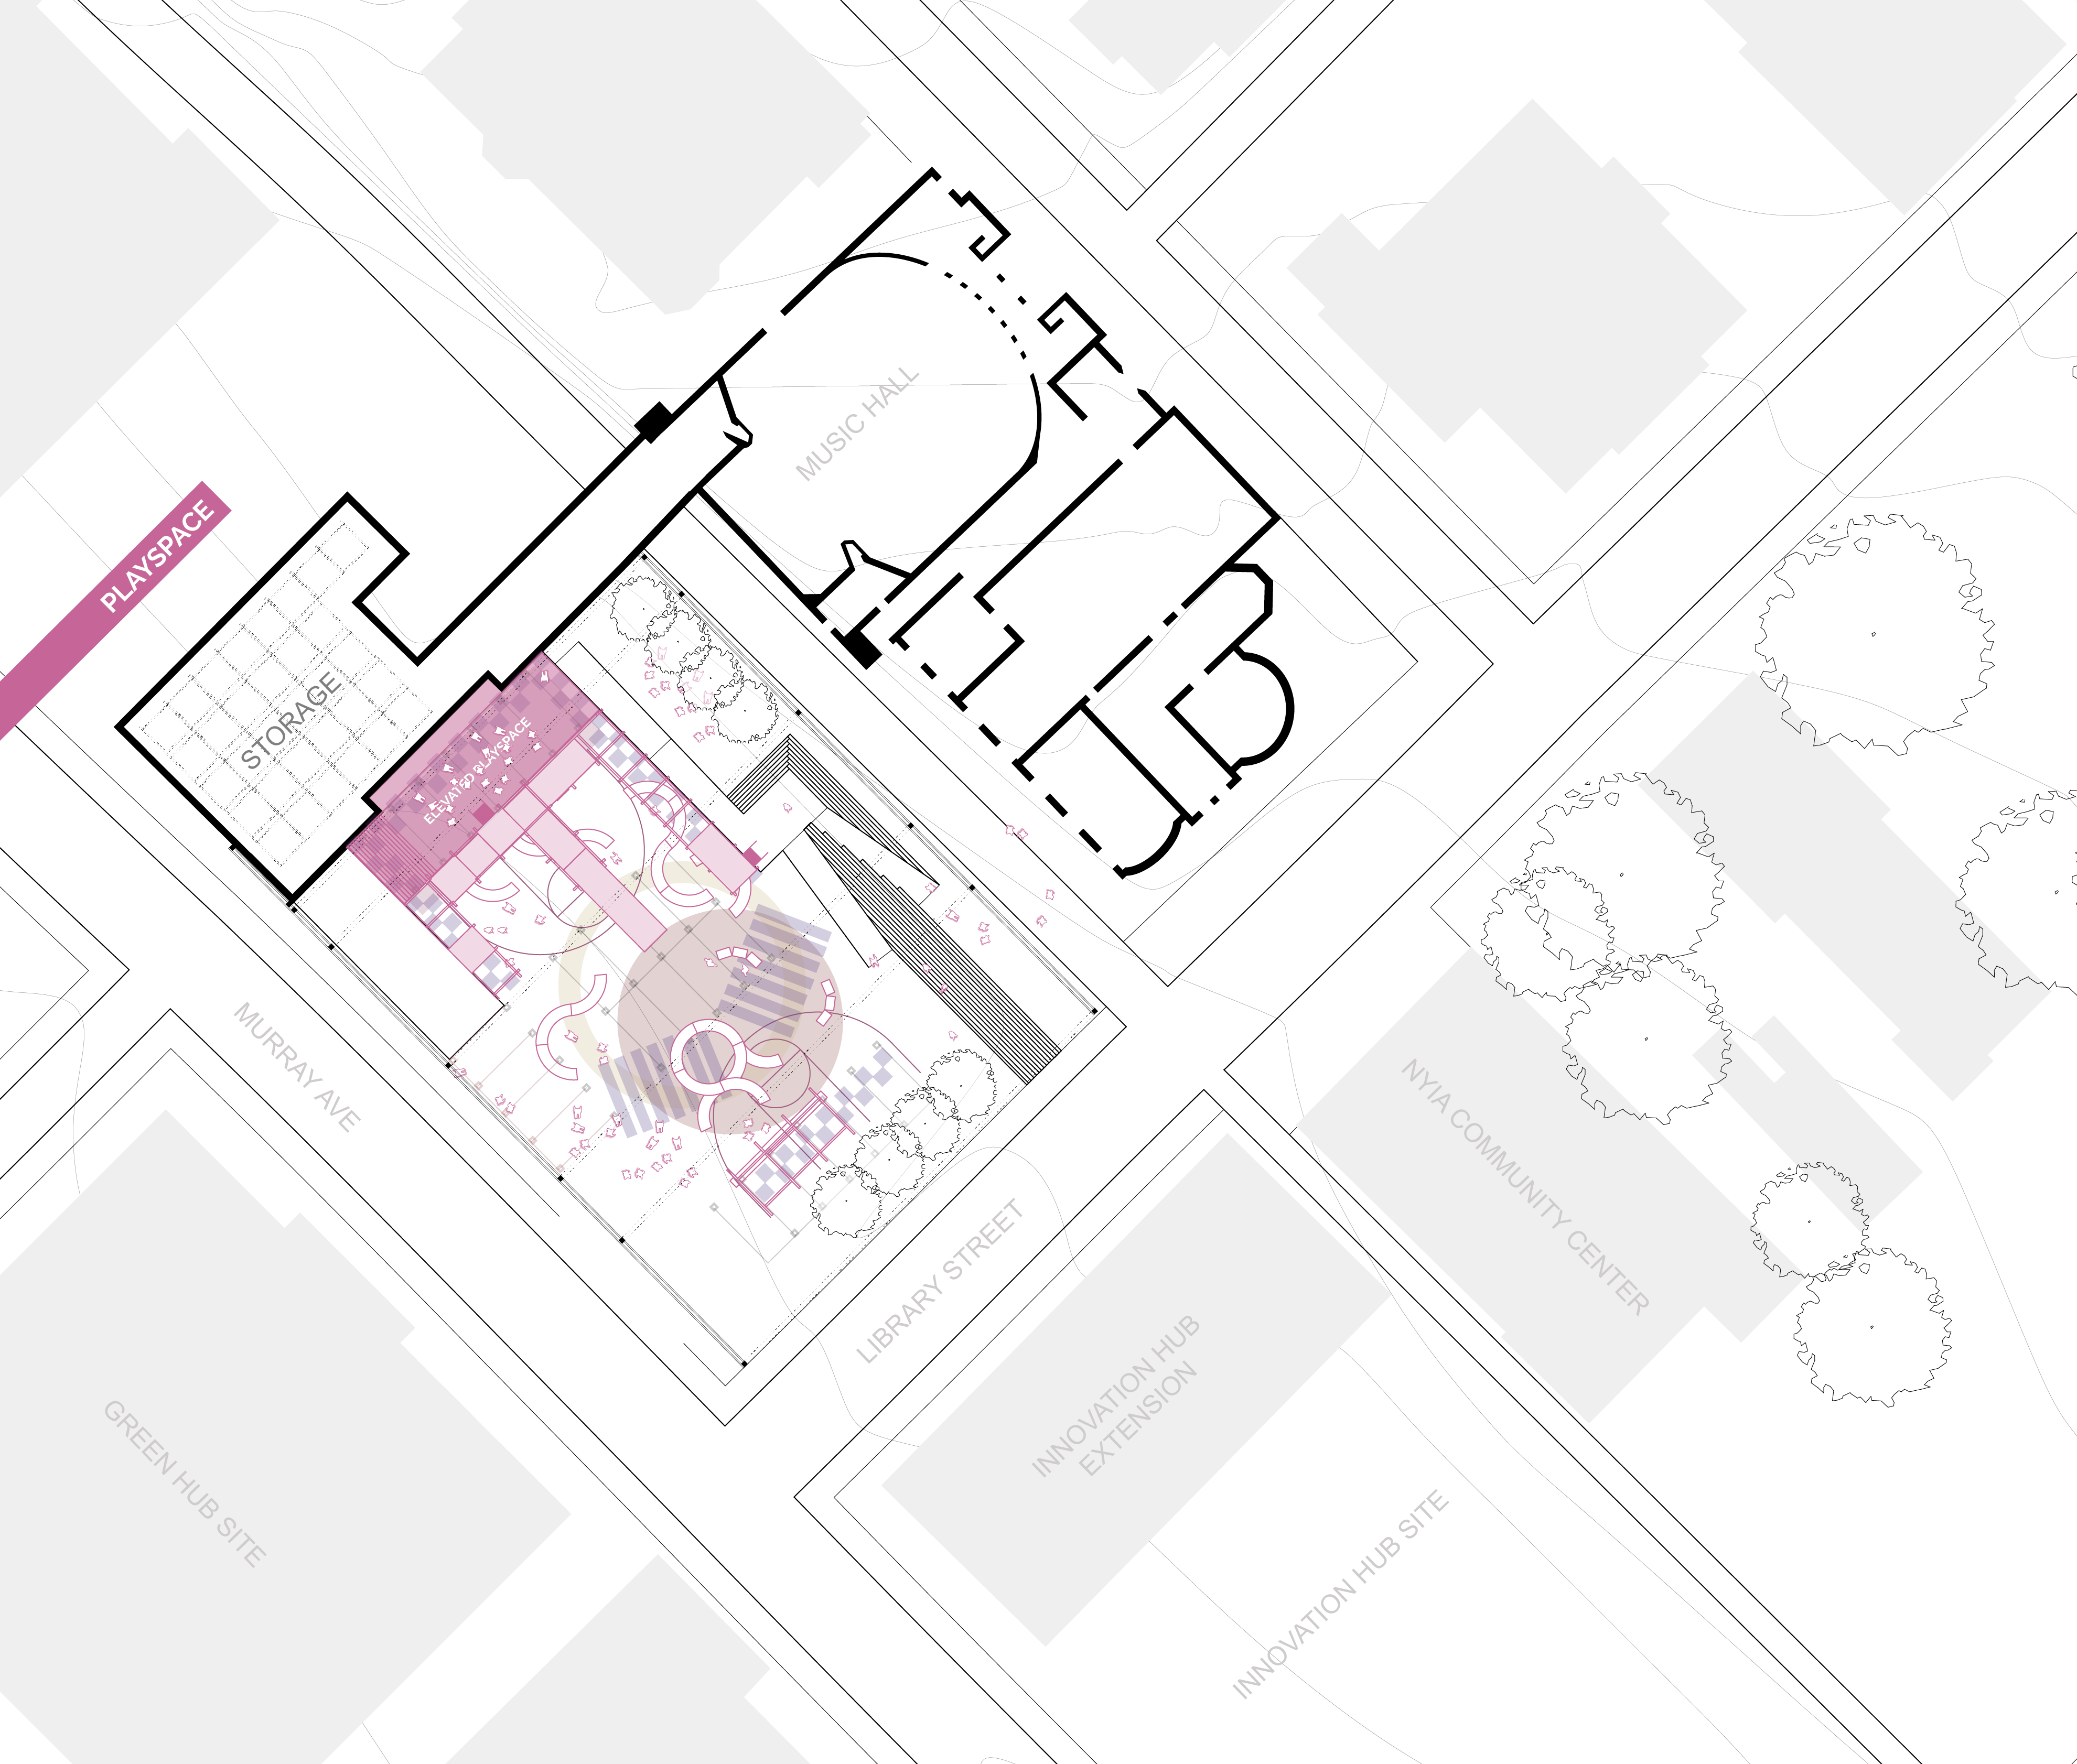 MUSIC HALL
PLAYSPACE
STORAGE
ELEVATED PLAYSPACE
MURRAY AVE
NYIA COMMUNITY CENTER
LIBRARY STREET
INNOVATION HUB
EXTENSION
GREEN HUB SITE
INNOVATION HUB SITE